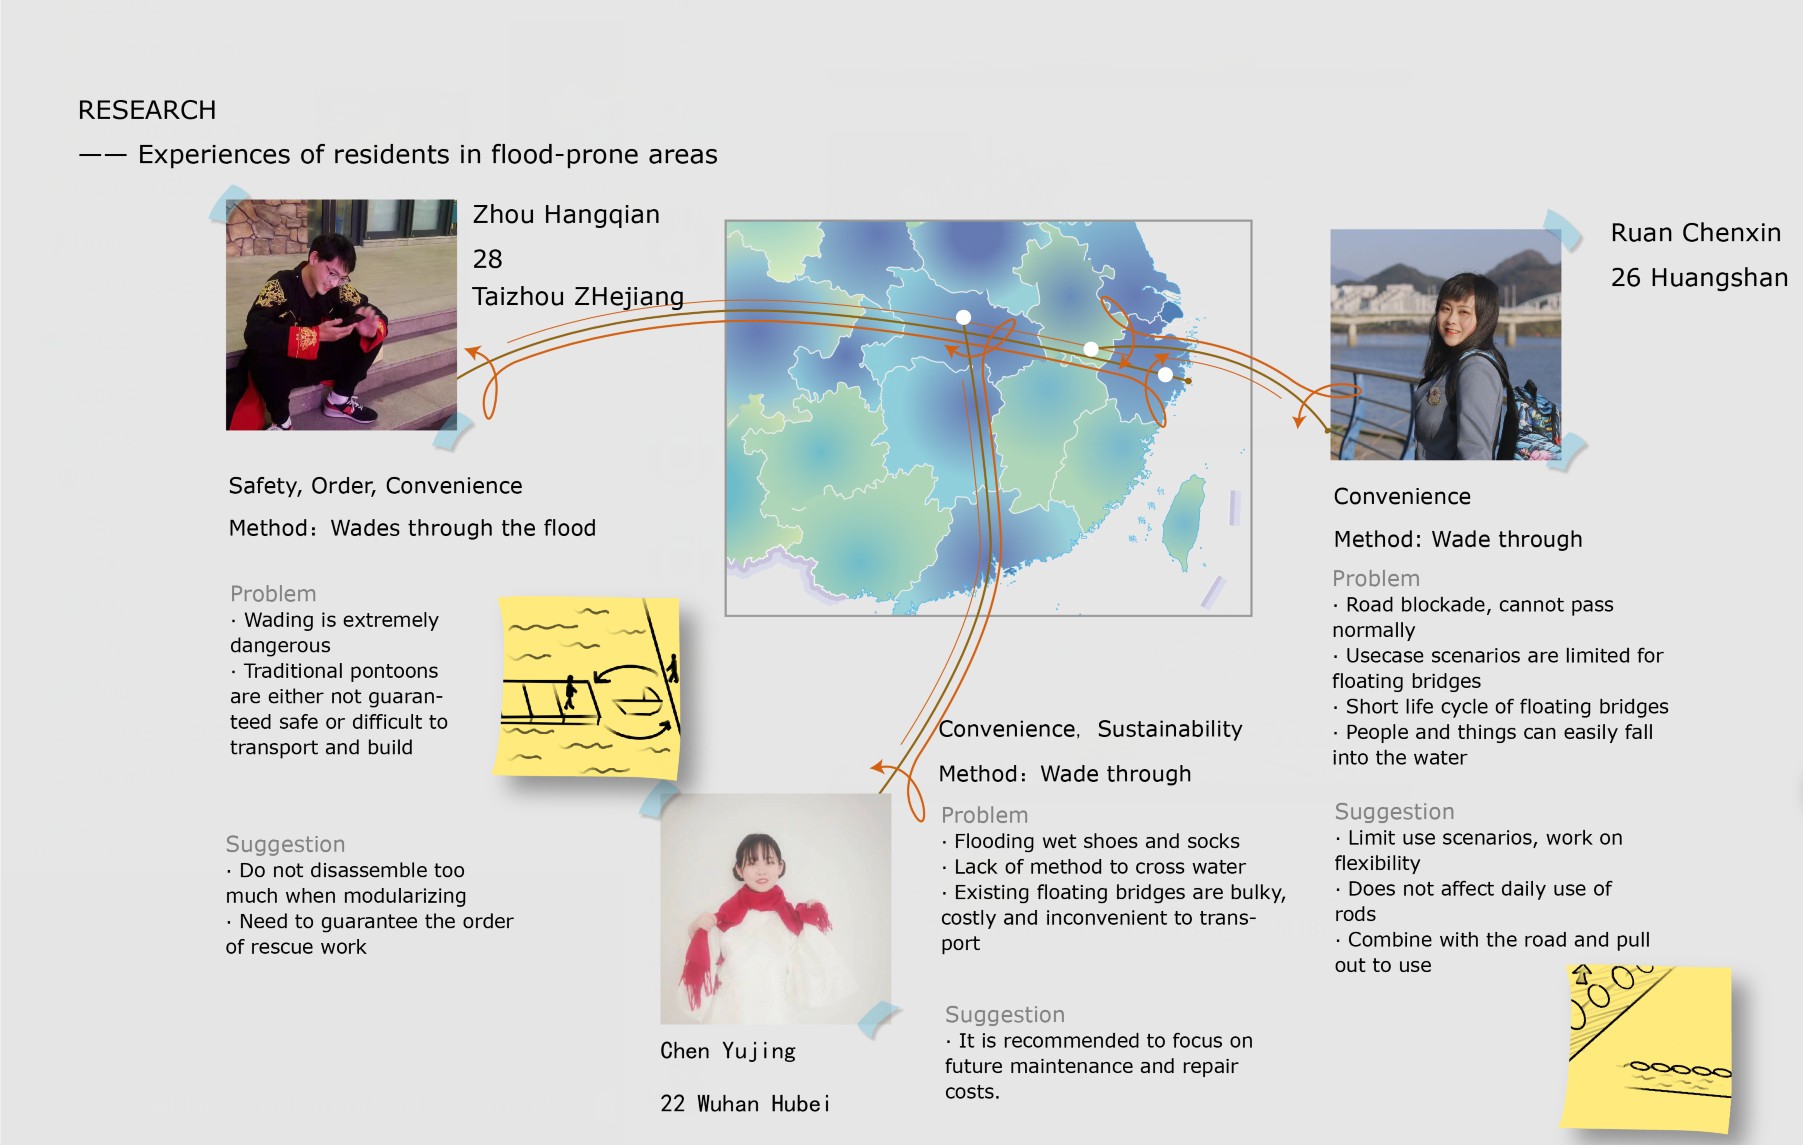 RESEARCH
—— Experiences of residents in flood-prone areas
Zhou Hangqian
28
Taizhou ZHejiang
Safety, Order, Convenience
Method：Wades through the flood
Problem
· Wading is extremely
dangerous
· Traditional pontoons
are either not guaran-
teed safe or difficult to
transport and build
Suggestion
· Do not disassemble too
much when modularizing
· Need to guarantee the order
of rescue work
Chen Yujing
22 Wuhan Hubei
Convenience，Sustainability
Method：Wade through
Problem
· Flooding wet shoes and socks
· Lack of method to cross water
· Existing floating bridges are bulky,
costly and inconvenient to trans-
port
Suggestion
· It is recommended to focus on
future maintenance and repair
costs.
Ruan Chenxin
26 Huangshan
Convenience
Method: Wade through
Problem
· Road blockade, cannot pass
normally
· Usecase scenarios are limited for
floating bridges
· Short life cycle of floating bridges
· People and things can easily fall
into the water
Suggestion
· Limit use scenarios, work on
flexibility
· Does not affect daily use of
rods
· Combine with the road and pull
out to use